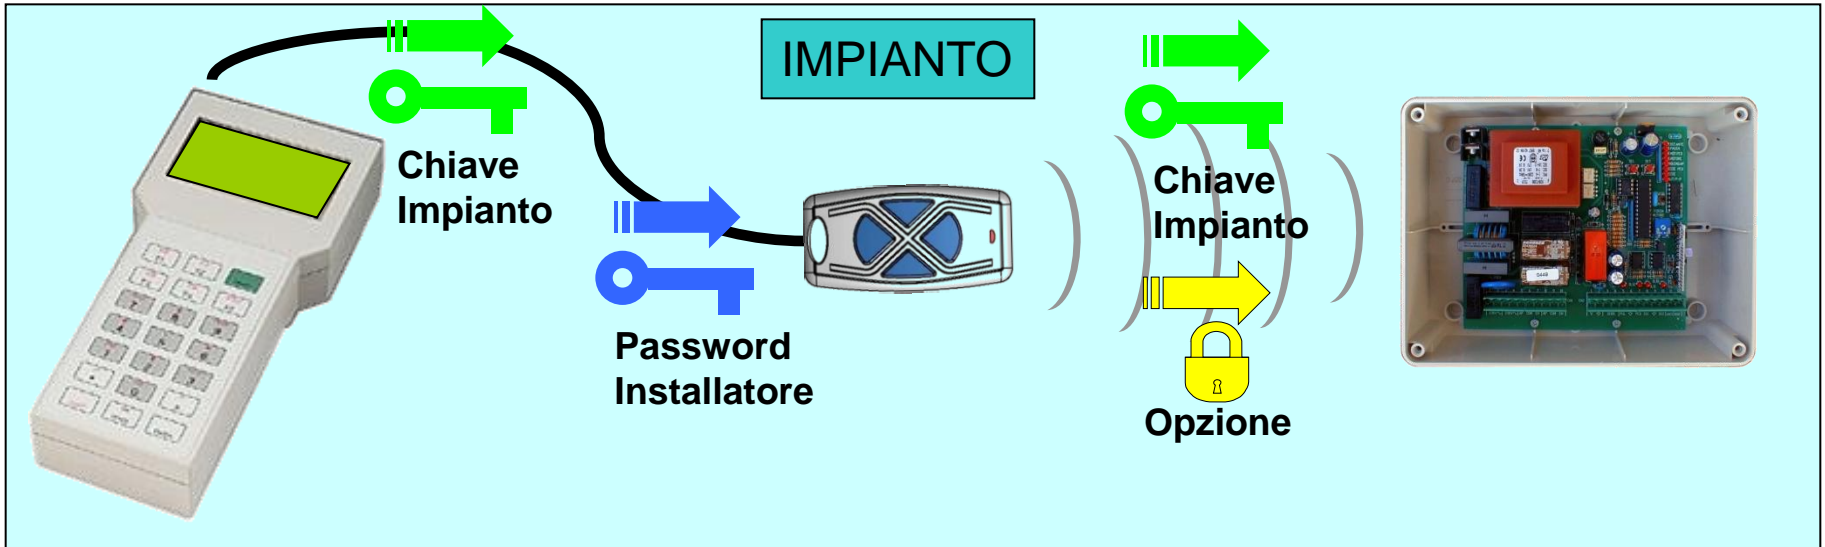 IMPIANTO
Chiave
Impianto
Password
Installatore
Chiave
Impianto
Opzione